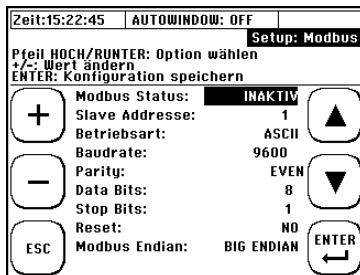 Zeit:15:22:45 AUTOWINDOW: OFF
Setup: Modbus
Pfeil HOCH/RUNTER: Option wählen
+/-: Wert ändern
ENTER: Konfiguration speichern
+ Modbus Status: INAKTIV
Slave Addresse: 1
Betriebsart: ASCII
Baudrate: 9600
Parity: EVEN
− Data Bits: 8
Stop Bits: 1
Reset: NO
ESC Modbus Endian: BIG ENDIAN ENTER